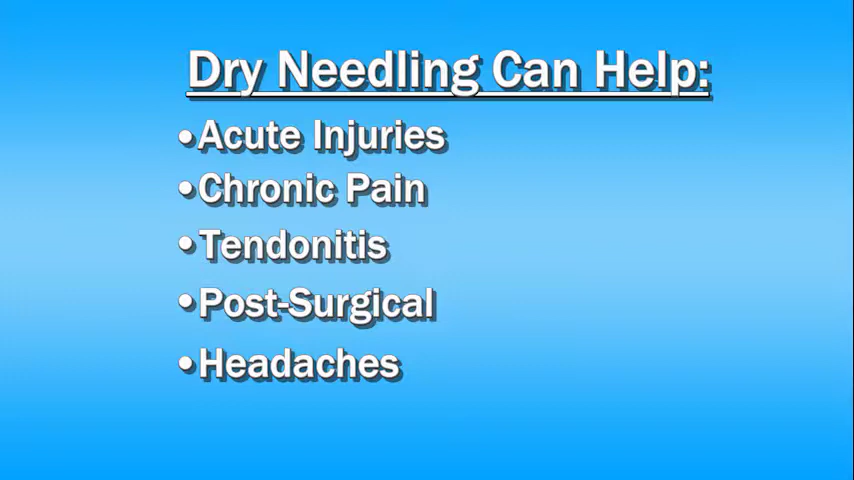 Dry Needling Can Help:
•Acute Injuries
•Chronic Pain
•Tendonitis
•Post-Surgical
•Headaches